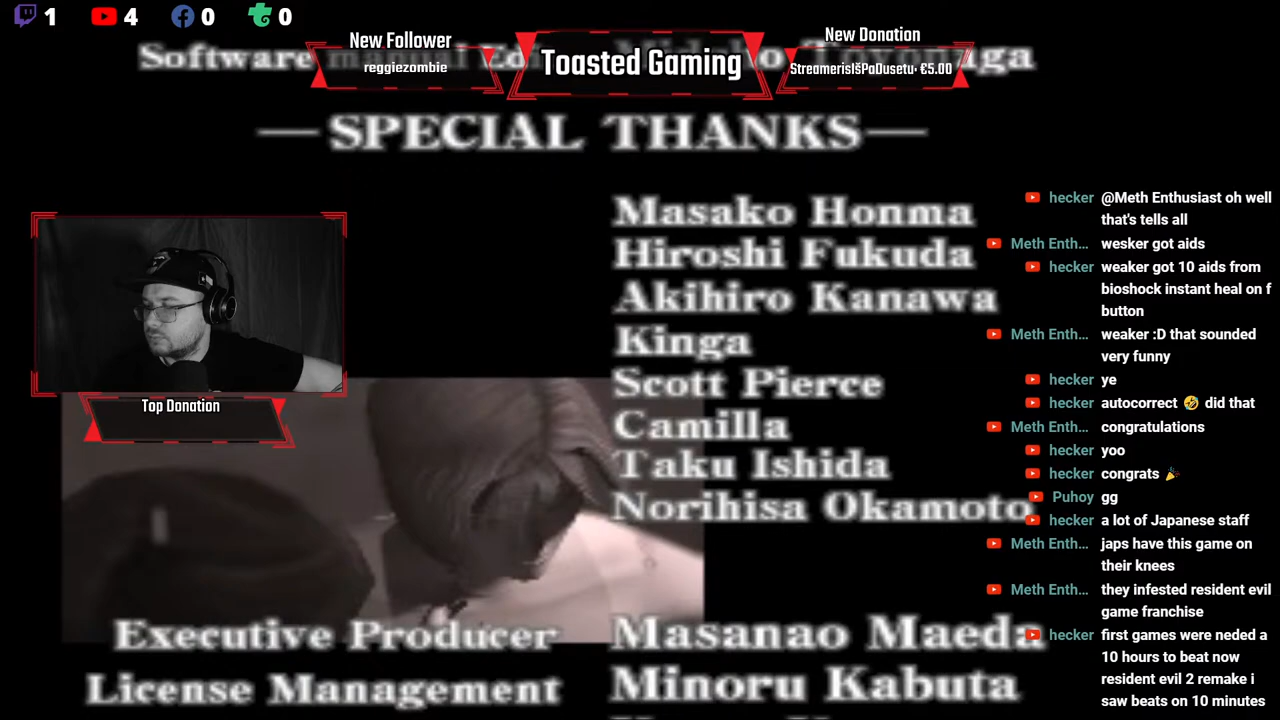 1 4 0 0
New Follower
reggiezombie
Toasted Gaming
New Donation
StreamerisIšPaDusetu· €5.00
Software
— SPECIAL THANKS —
Masako Honma
Hiroshi Fukuda
Akihiro Kanawa
Kinga
Scott Pierce
Camilla
Taku Ishida
Norihisa Okamoto
Top Donation
Executive Producer Masanao Maeda
License Management Minoru Kabuta
hecker @Meth Enthusiast oh well
that's tells all
Meth Enth... wesker got aids
hecker weaker got 10 aids from
bioshock instant heal on f
button
Meth Enth... weaker :D that sounded
very funny
hecker ye
hecker autocorrect 🤣 did that
Meth Enth... congratulations
hecker yoo
hecker congrats 🎉
Puhoy gg
hecker a lot of Japanese staff
Meth Enth... japs have this game on
their knees
Meth Enth... they infested resident evil
game franchise
hecker first games were neded a
10 hours to beat now
resident evil 2 remake i
saw beats on 10 minutes